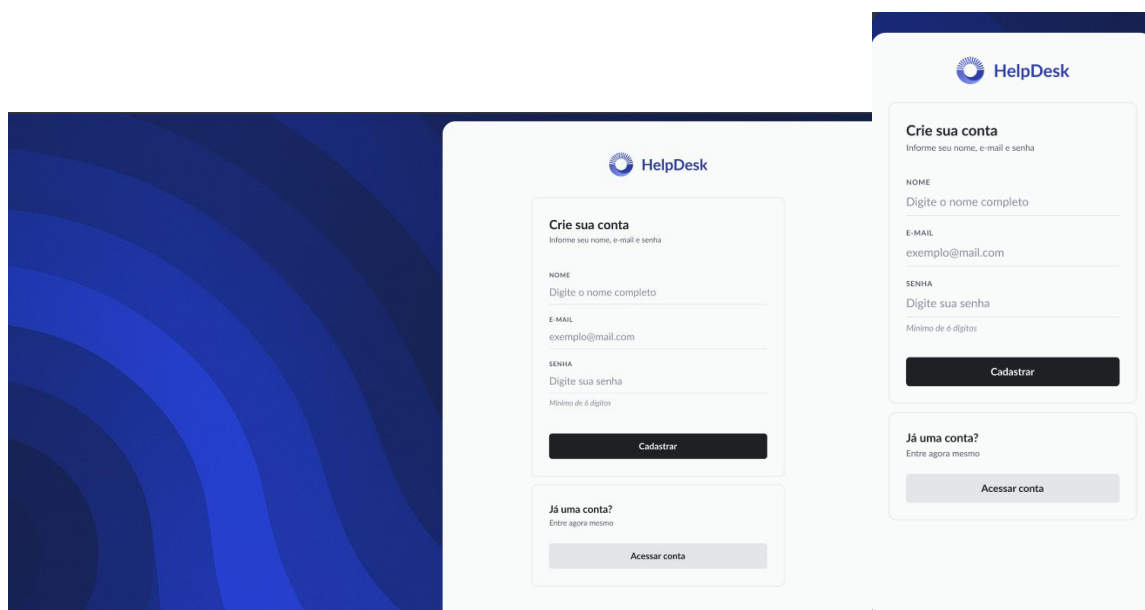 HelpDesk
Crie sua conta
Informe seu nome, e-mail e senha
NOME
Digite o nome completo
E-MAIL
exemplo@mail.com
SENHA
Digite sua senha
Mínimo de 6 dígitos
Cadastrar
Já uma conta?
Entre agora mesmo
Acessar conta
HelpDesk
Crie sua conta
Informe seu nome, e-mail e senha
NOME
Digite o nome completo
E-MAIL
exemplo@mail.com
SENHA
Digite sua senha
Mínimo de 6 dígitos
Cadastrar
Já uma conta?
Entre agora mesmo
Acessar conta